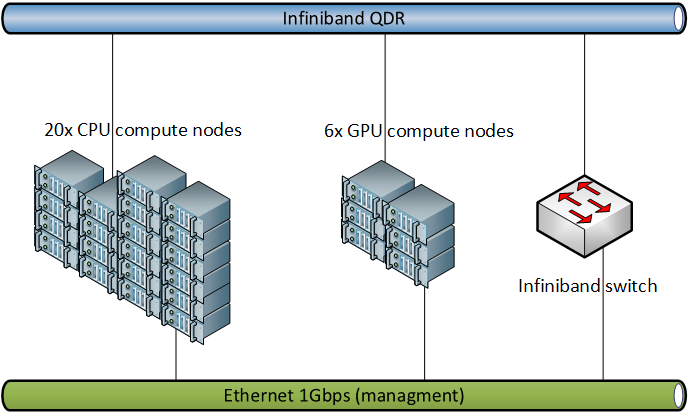 Infiniband QDR
20x CPU compute nodes
6x GPU compute nodes
Infiniband switch
Ethernet 1Gbps (managment)